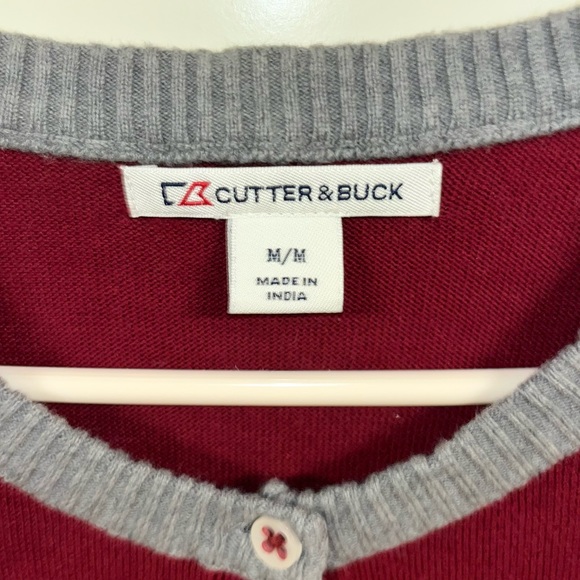 CUTTER & BUCK
M/M
MADE IN
INDIA